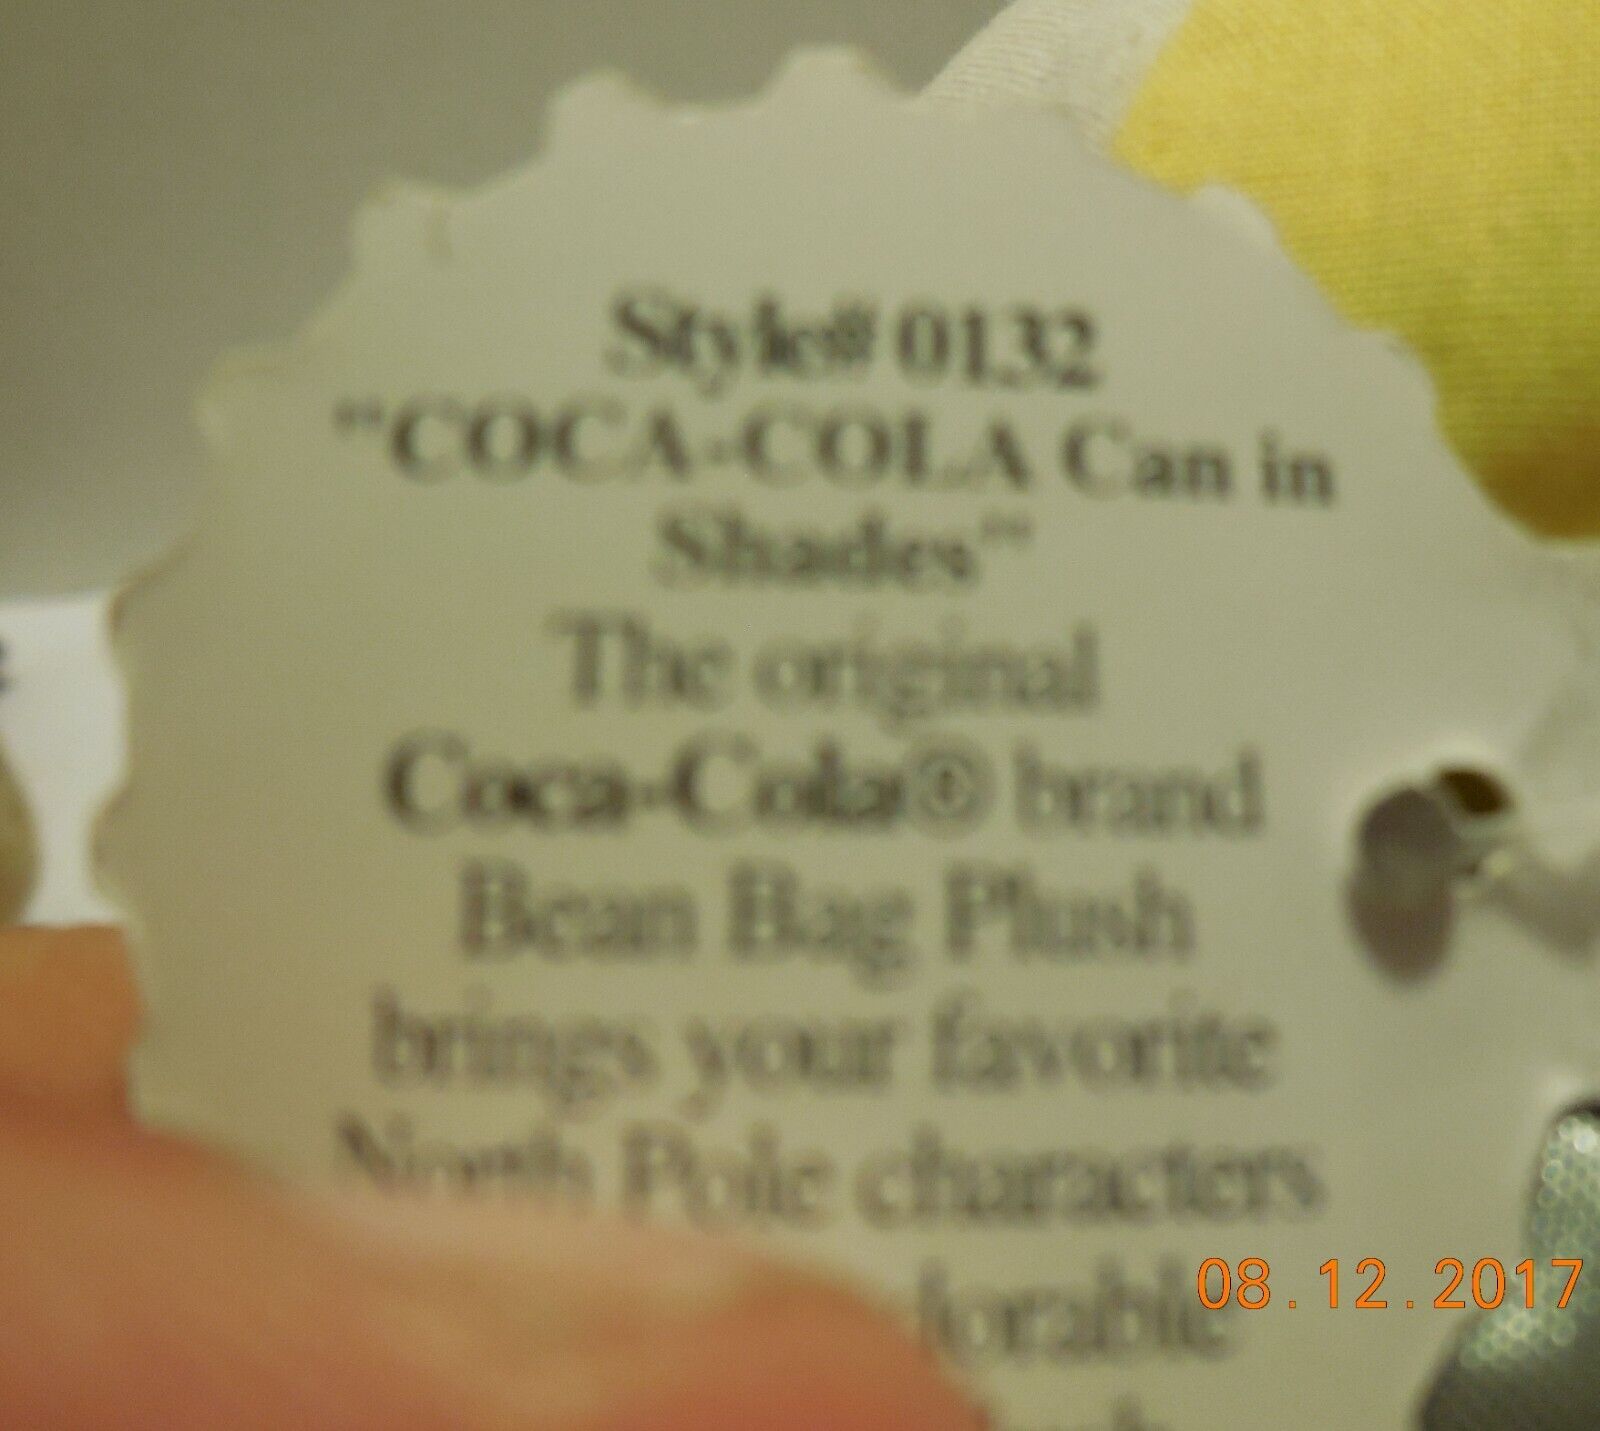 Style# 0132
"COCA-COLA Can in
Shades"
The original
Coca-Cola® brand
Bean Bag Plush
brings your favorite
North Pole characters
08.12.2017